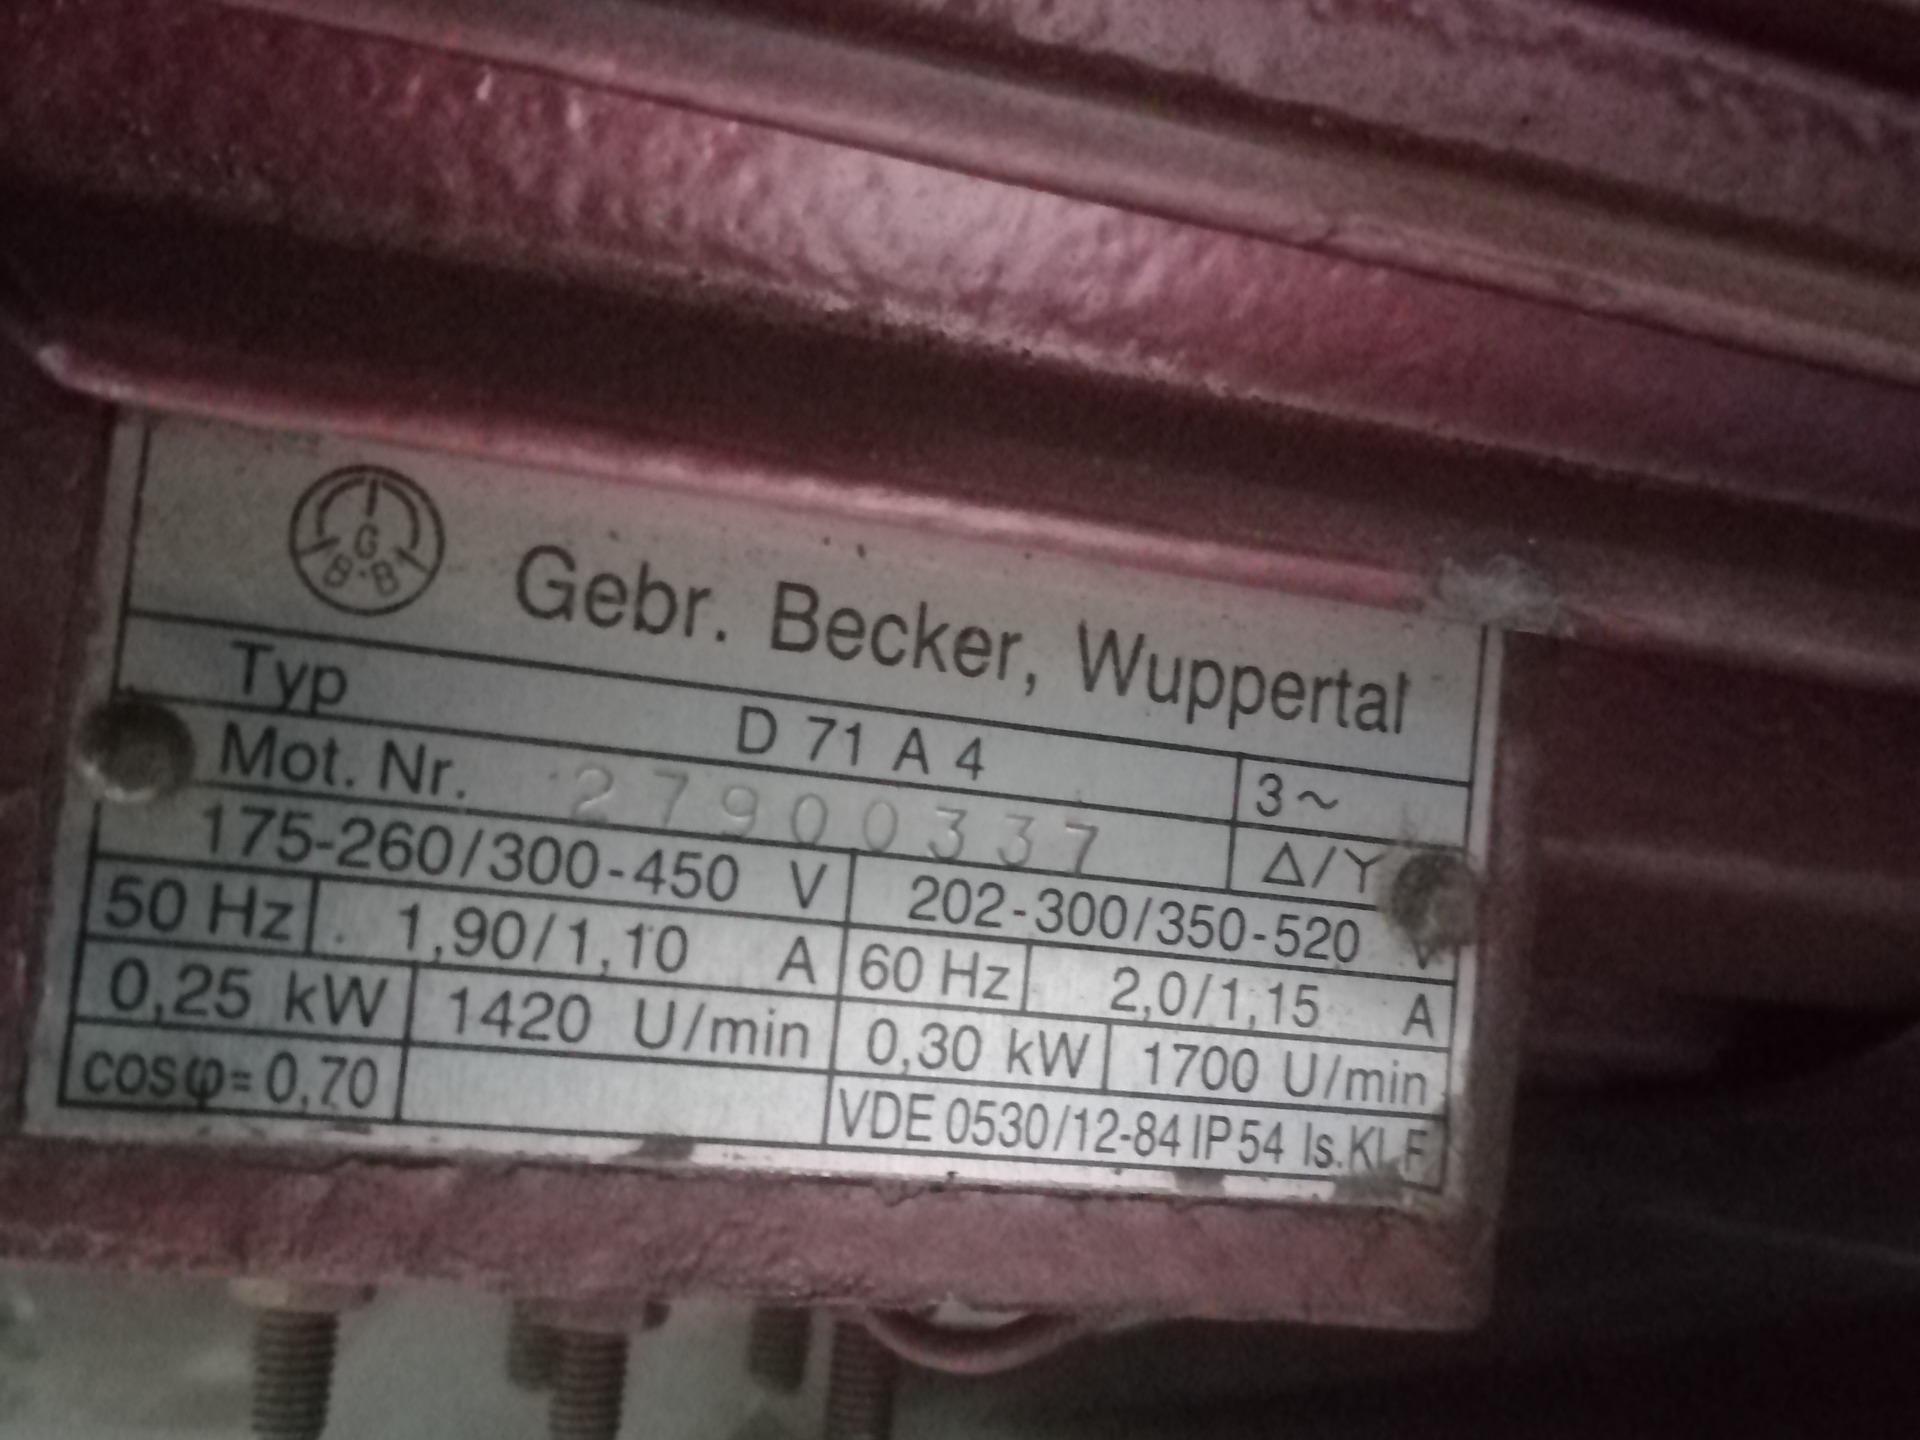 G
B·B
Gebr. Becker, Wuppertal
Typ D 71 A 4 3~
Mot. Nr. 27900337 Δ/Y
175-260/300-450 V 202-300/350-520 V
50 Hz 1,90/1,10 A 60 Hz 2,0/1,15 A
0,25 kW 1420 U/min 0,30 kW 1700 U/min
cosφ=0,70 VDE 0530/12-84 IP54 Is.Kl.F